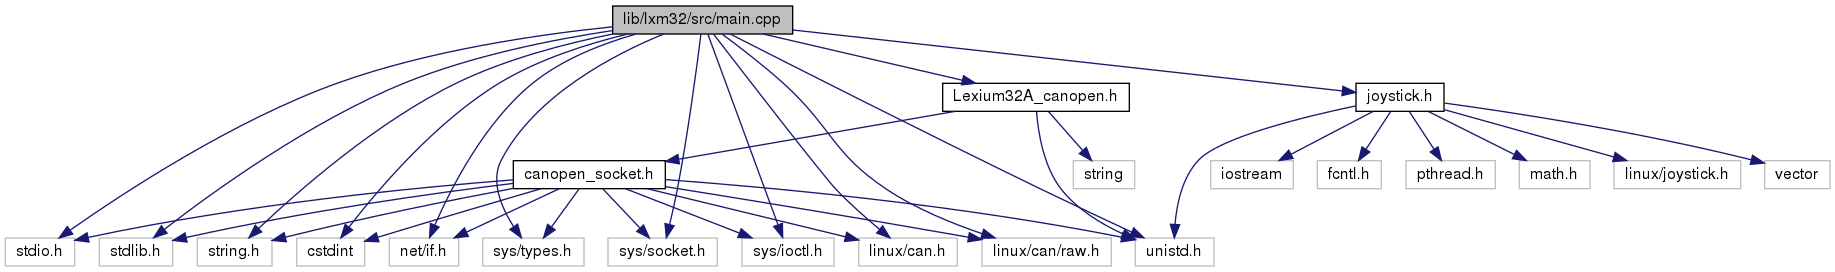 lib/lxm32/src/main.cpp
Lexium32A_canopen.h
joystick.h
canopen_socket.h
string
iostream
fcntl.h
pthread.h
math.h
linux/joystick.h
vector
stdio.h
stdlib.h
string.h
cstdint
net/if.h
sys/types.h
sys/socket.h
sys/ioctl.h
linux/can.h
linux/can/raw.h
unistd.h